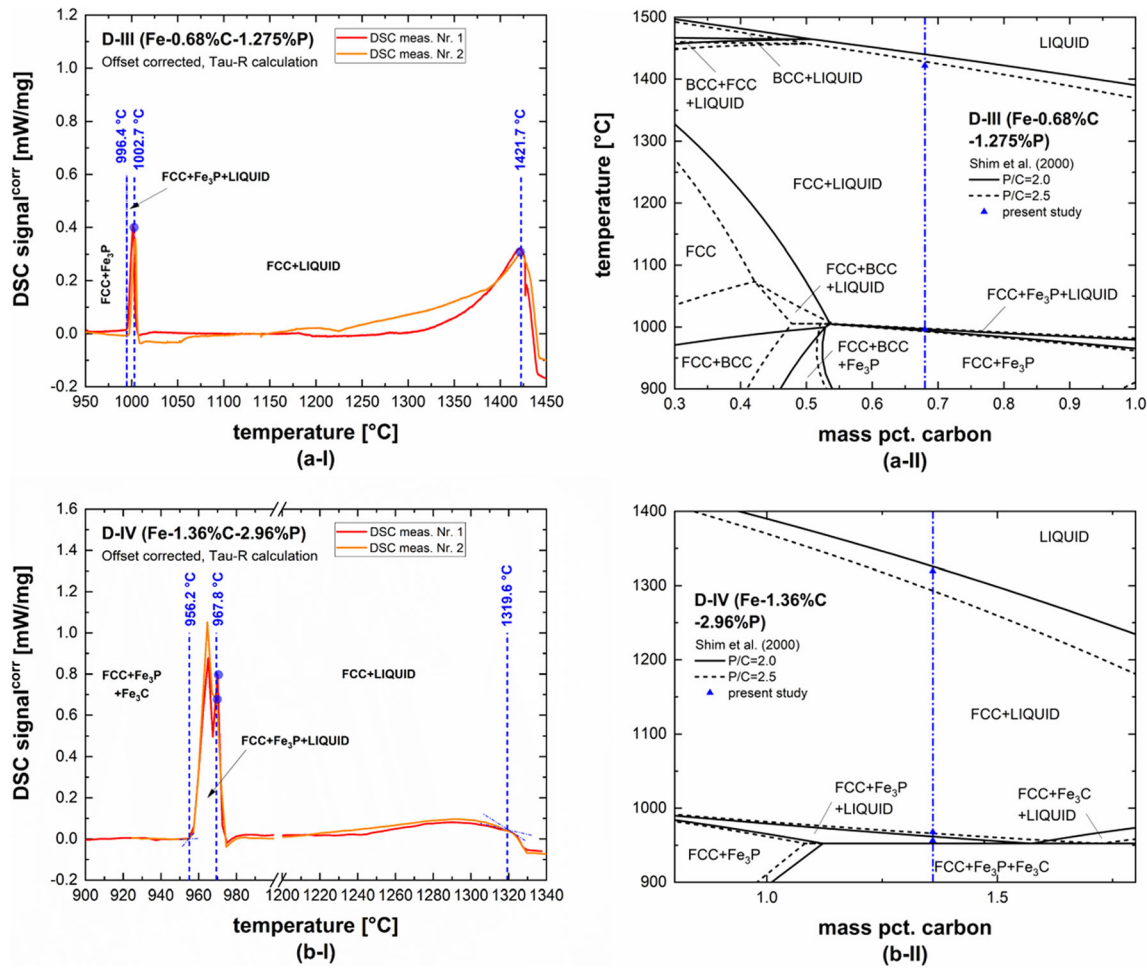 D-III (Fe-0.68%C-1.275%P)
Offset corrected, Tau-R calculation
DSC meas. Nr. 1
DSC meas. Nr. 2
996.4 °C
1002.7 °C
1421.7 °C
FCC+Fe₃P+LIQUID
FCC+Fe₃P
FCC+LIQUID
DSC signalᶜᵒʳʳ [mW/mg]
1.2
1.0
0.8
0.6
0.4
0.2
0.0
-0.2
950 1000 1050 1100 1150 1200 1250 1300 1350 1400 1450
temperature [°C]
(a-I)
1500
1400
1300
1200
1100
1000
900
temperature [°C]
LIQUID
BCC+LIQUID
BCC+FCC
+LIQUID
D-III (Fe-0.68%C
-1.275%P)
Shim et al. (2000)
P/C=2.0
P/C=2.5
present study
FCC+LIQUID
FCC
FCC+BCC
+LIQUID
FCC+Fe₃P+LIQUID
FCC+BCC
FCC+BCC
+Fe₃P
FCC+Fe₃P
0.3 0.4 0.5 0.6 0.7 0.8 0.9 1.0
mass pct. carbon
(a-II)
D-IV (Fe-1.36%C-2.96%P)
Offset corrected, Tau-R calculation
DSC meas. Nr. 1
DSC meas. Nr. 2
956.2 °C
967.8 °C
1319.6 °C
FCC+Fe₃P
+Fe₃C
FCC+LIQUID
FCC+Fe₃P+LIQUID
DSC signalᶜᵒʳʳ [mW/mg]
1.6
1.4
1.2
1.0
0.8
0.6
0.4
0.2
0.0
-0.2
900 920 940 960 980 1220 1240 1260 1280 1300 1320 1340
temperature [°C]
(b-I)
1400
1300
1200
1100
1000
900
temperature [°C]
LIQUID
D-IV (Fe-1.36%C
-2.96%P)
Shim et al. (2000)
P/C=2.0
P/C=2.5
present study
FCC+LIQUID
FCC+Fe₃P
+LIQUID
FCC+Fe₃C
+LIQUID
FCC+Fe₃P
FCC+Fe₃P+Fe₃C
1.0 1.5
mass pct. carbon
(b-II)